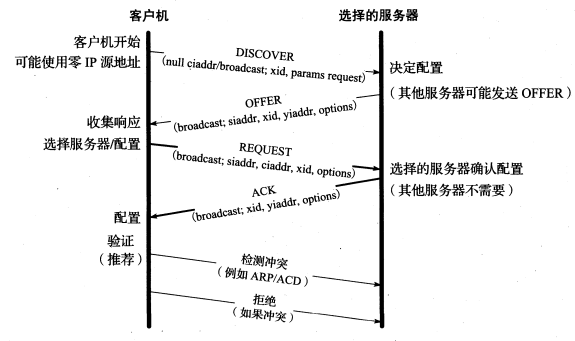 客户机
选择的服务器
客户机开始
可能使用零 IP 源地址
DISCOVER
(null ciaddr/broadcast; xid, params request)
决定配置
OFFER
(broadcast; siaddr, xid, yiaddr, options)
（其他服务器可能发送 OFFER）
收集响应
选择服务器/配置
REQUEST
(broadcast; siaddr, ciaddr, xid, options)
选择的服务器确认配置
（其他服务器不需要）
ACK
(broadcast; xid, yiaddr, options)
配置
验证
（推荐）
检测冲突
（例如 ARP/ACD）
拒绝
（如果冲突）